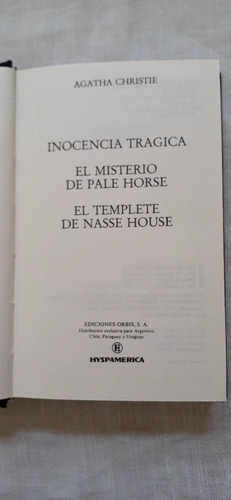 AGATHA CHRISTIE
INOCENCIA TRAGICA
EL MISTERIO
DE PALE HORSE
EL TEMPLETE
DE NASSE HOUSE
EDICIONES ORBIS, S. A.
Distribución exclusiva para Argentina,
Chile, Paraguay y Uruguay
HYSPAMERICA